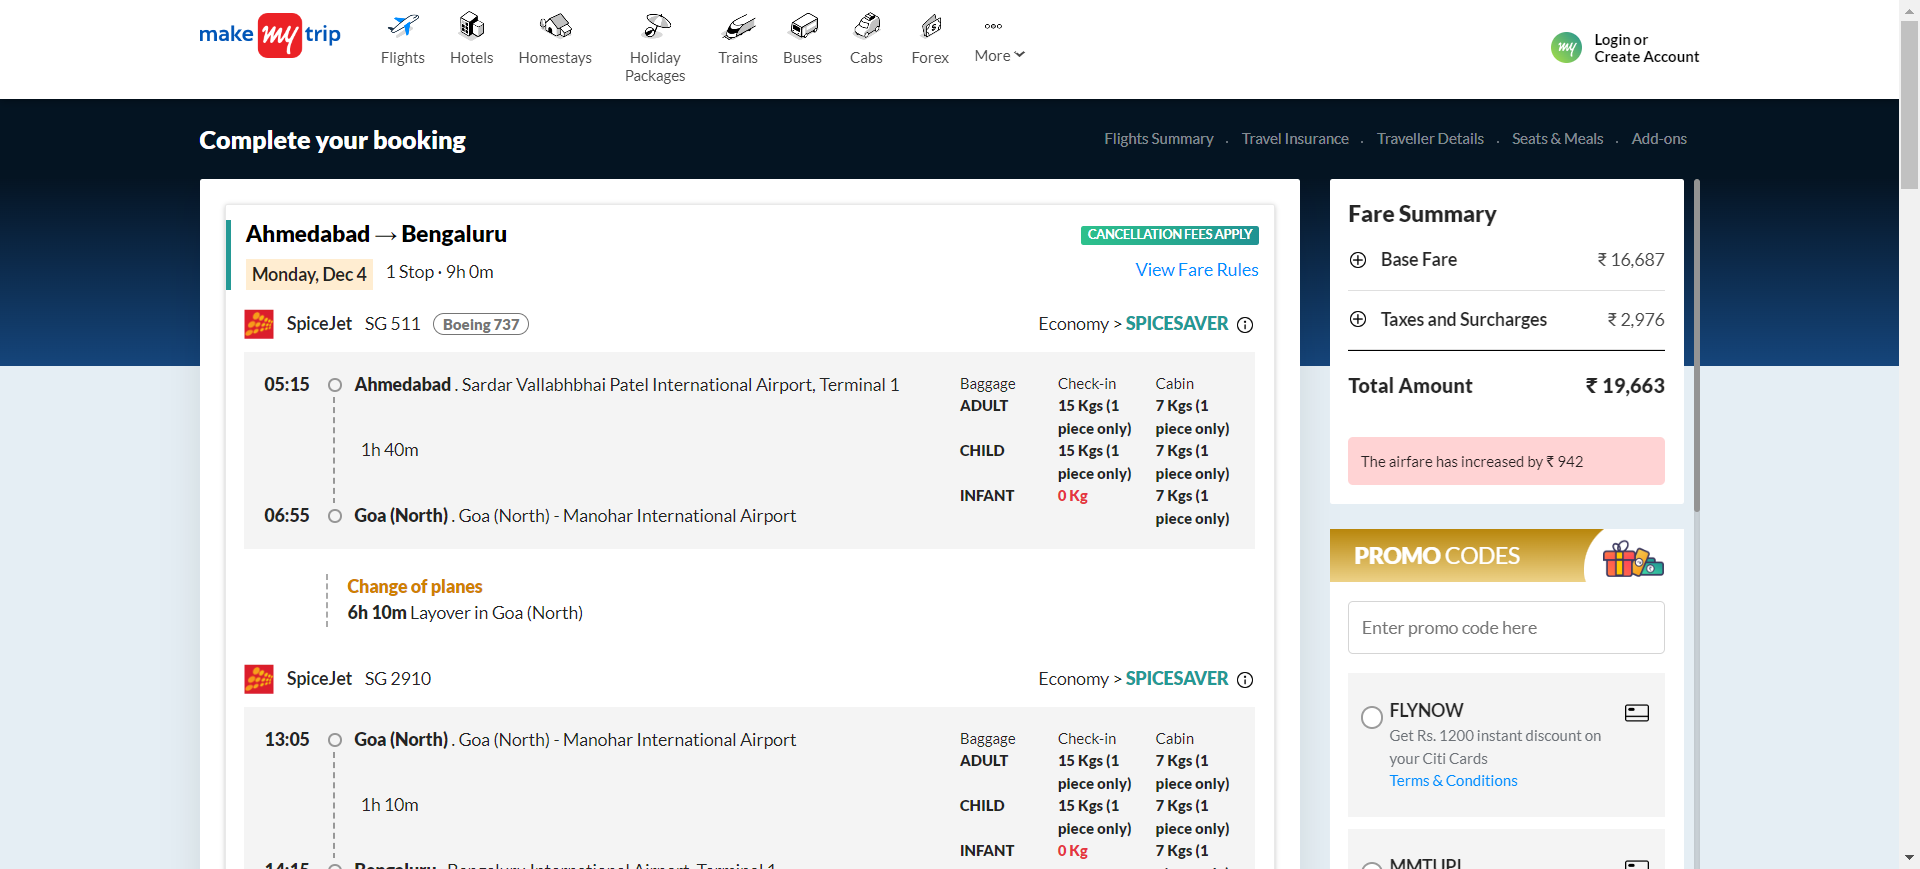 make my trip
Flights
Hotels
Homestays
Holiday
Packages
Trains
Buses
Cabs
Forex
More
my
Login or
Create Account
Complete your booking
Flights Summary . Travel Insurance . Traveller Details . Seats & Meals . Add-ons
Ahmedabad → Bengaluru
CANCELLATION FEES APPLY
Monday, Dec 4 1 Stop · 9h 0m
View Fare Rules
SpiceJet SG 511 Boeing 737
Economy > SPICESAVER
05:15 Ahmedabad . Sardar Vallabhbhai Patel International Airport, Terminal 1
1h 40m
06:55 Goa (North) . Goa (North) - Manohar International Airport
Baggage Check-in Cabin
ADULT 15 Kgs (1 7 Kgs (1
piece only) piece only)
CHILD 15 Kgs (1 7 Kgs (1
piece only) piece only)
INFANT 0 Kg 7 Kgs (1
piece only)
Change of planes
6h 10m Layover in Goa (North)
SpiceJet SG 2910
Economy > SPICESAVER
13:05 Goa (North) . Goa (North) - Manohar International Airport
1h 10m
14:15 Bengaluru . Bengaluru International Airport, Terminal 1
Baggage Check-in Cabin
ADULT 15 Kgs (1 7 Kgs (1
piece only) piece only)
CHILD 15 Kgs (1 7 Kgs (1
piece only) piece only)
INFANT 0 Kg 7 Kgs (1
Fare Summary
Base Fare ₹ 16,687
Taxes and Surcharges ₹ 2,976
Total Amount ₹ 19,663
The airfare has increased by ₹ 942
PROMO CODES
Enter promo code here
FLYNOW
Get Rs. 1200 instant discount on
your Citi Cards
Terms & Conditions
MMTUPI